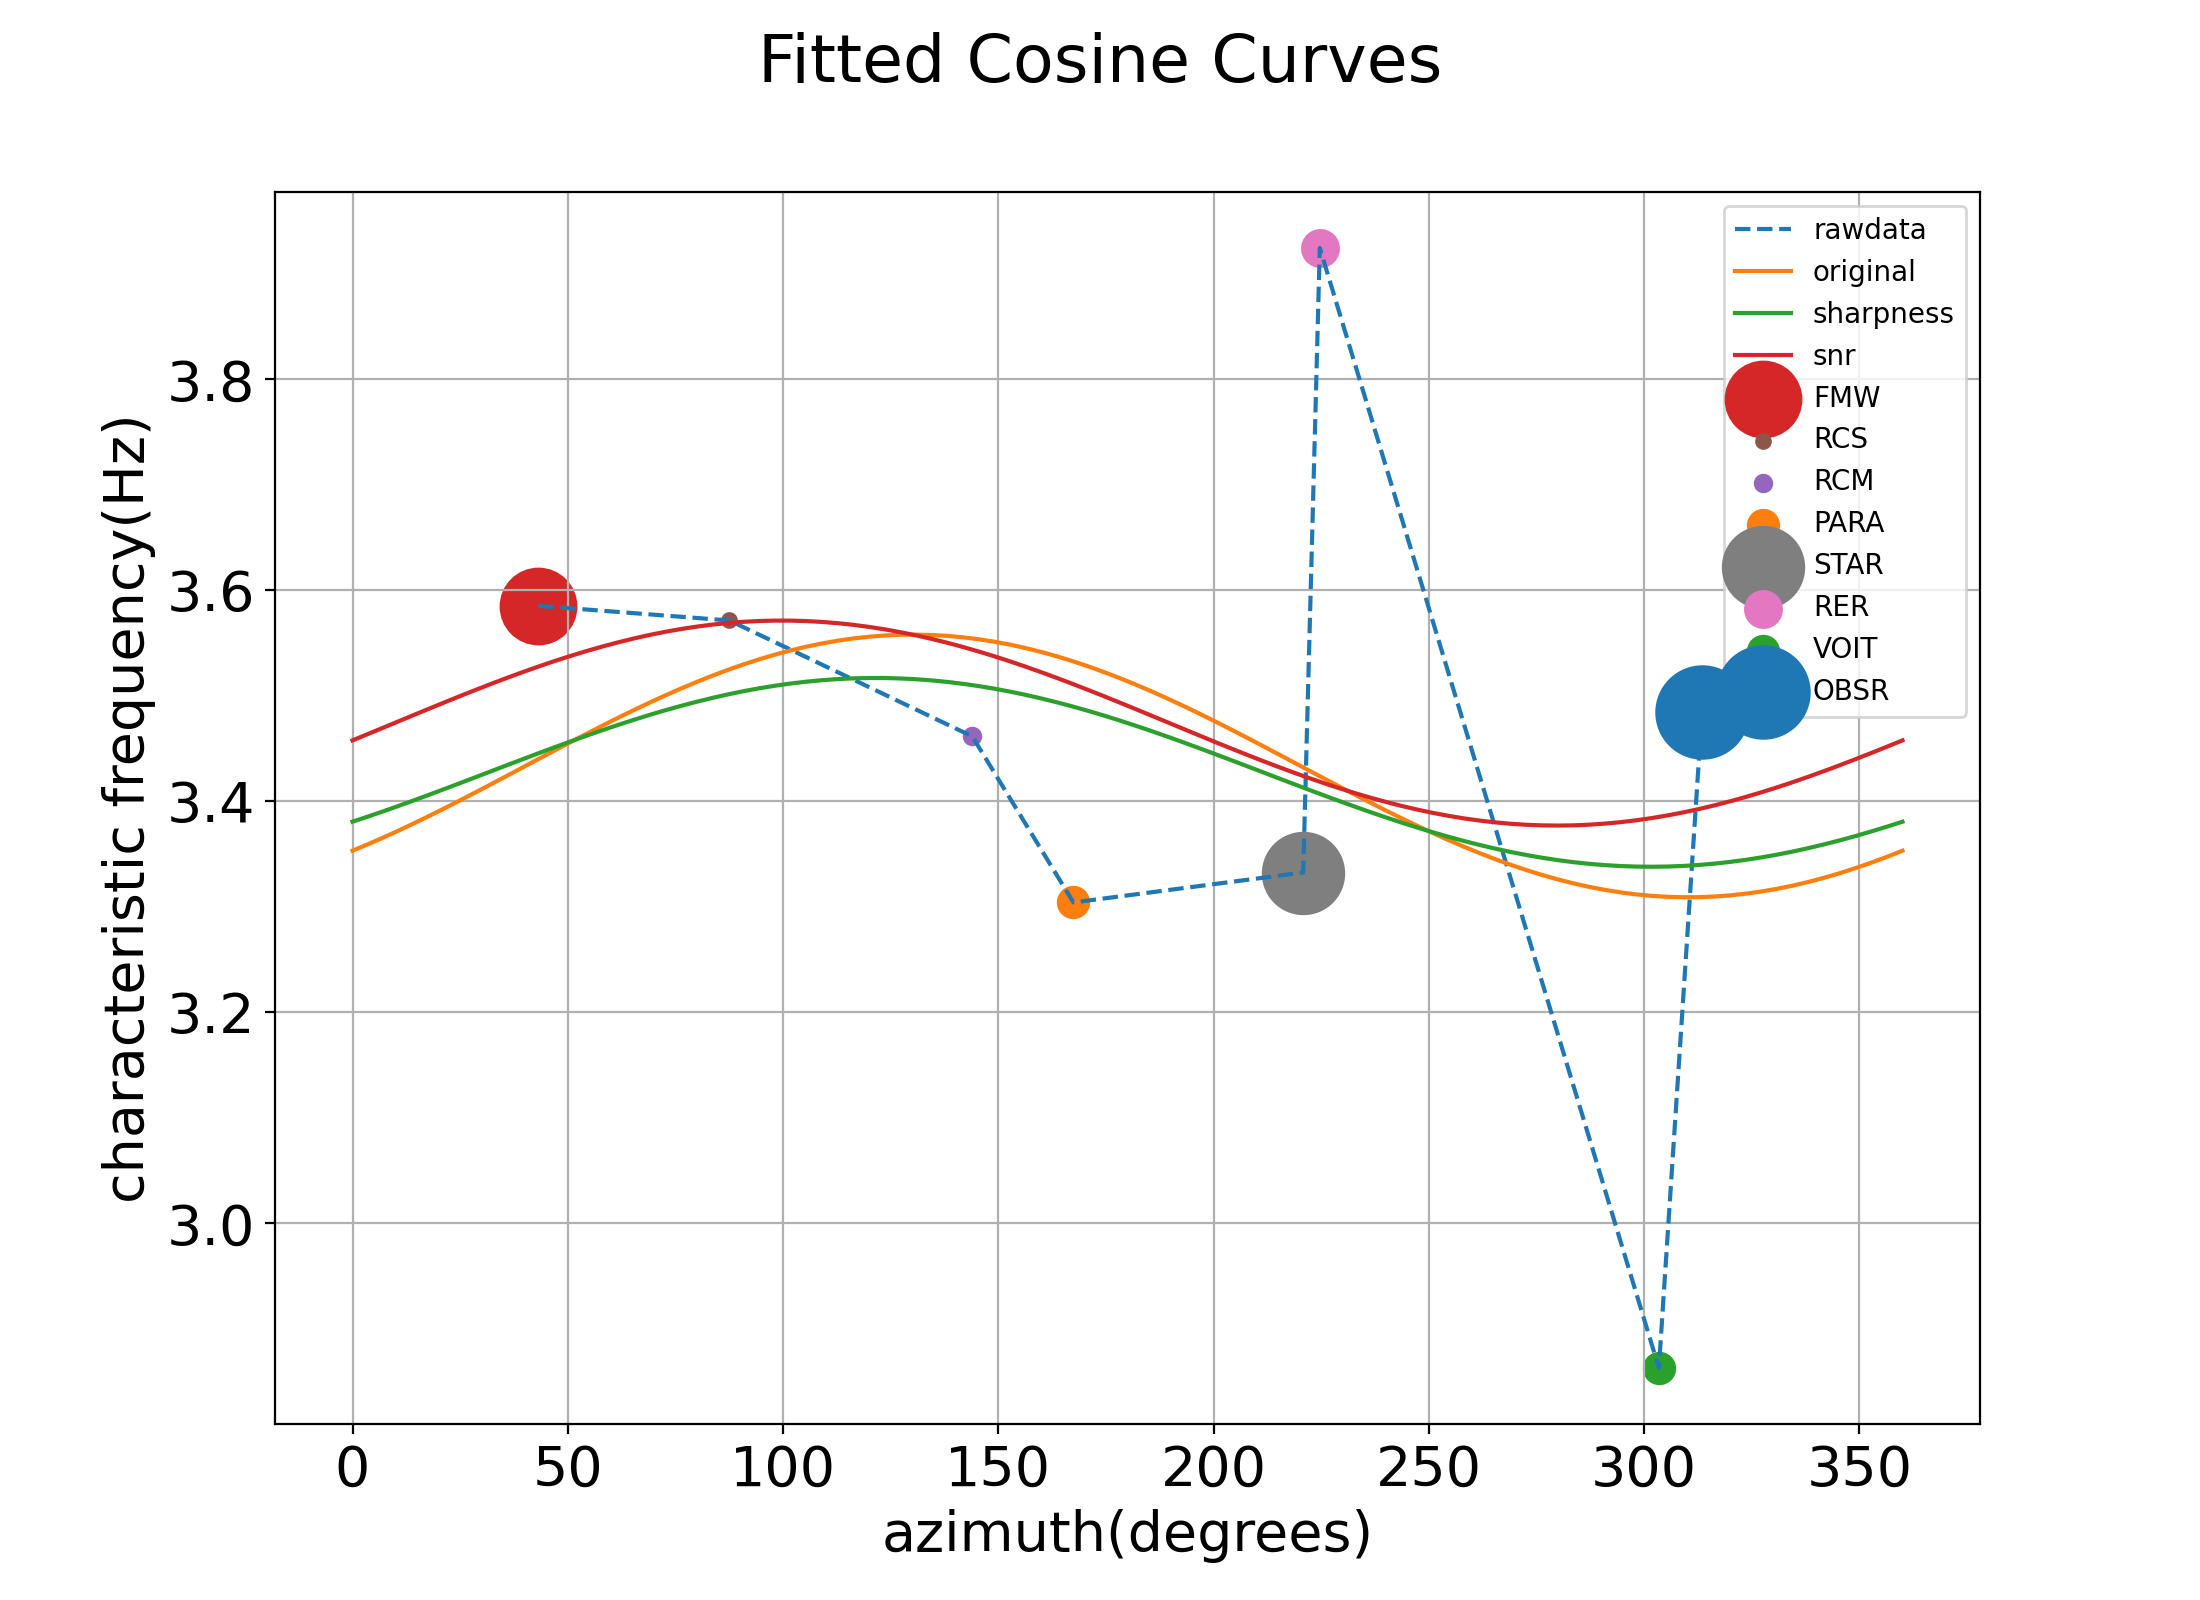 Fitted Cosine Curves
rawdata
original
sharpness
snr
FMW
RCS
RCM
PARA
STAR
RER
VOIT
OBSR
characteristic frequency(Hz)
3.8
3.6
3.4
3.2
3.0
0 50 100 150 200 250 300 350
azimuth(degrees)